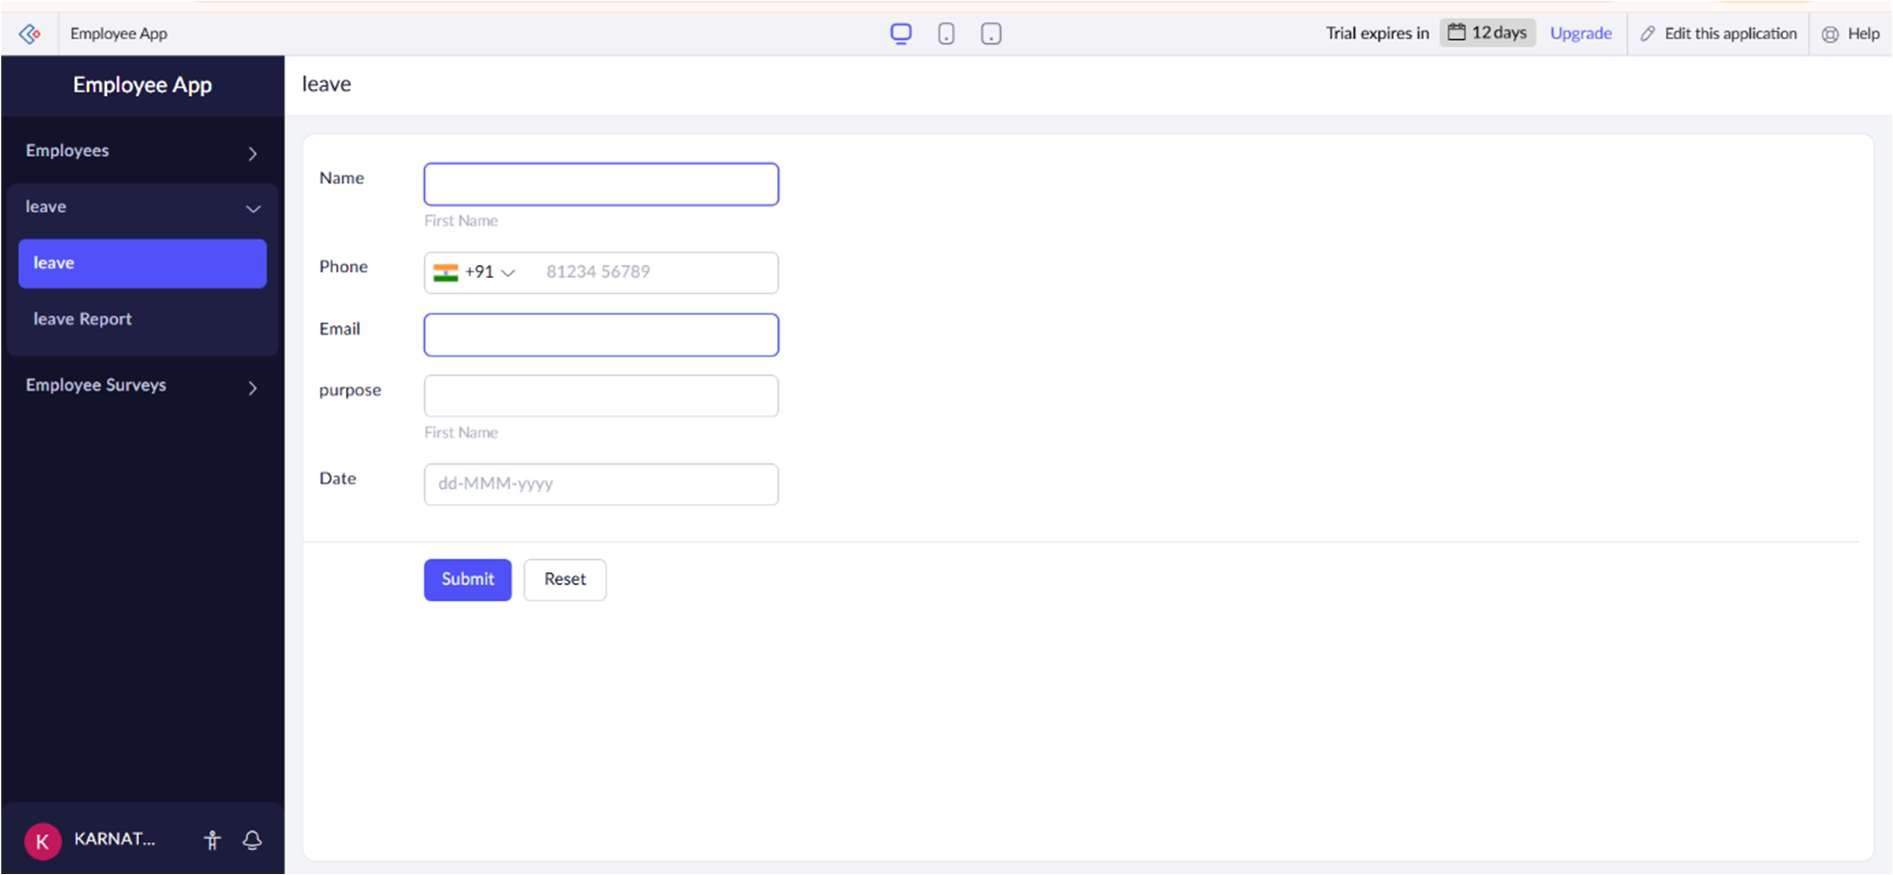 Employee App
Trial expires in 12 days Upgrade Edit this application Help
Employee App
Employees
leave
leave
leave Report
Employee Surveys
K KARNAT...
leave
Name
First Name
Phone +91 81234 56789
Email
purpose
First Name
Date dd-MMM-yyyy
Submit Reset